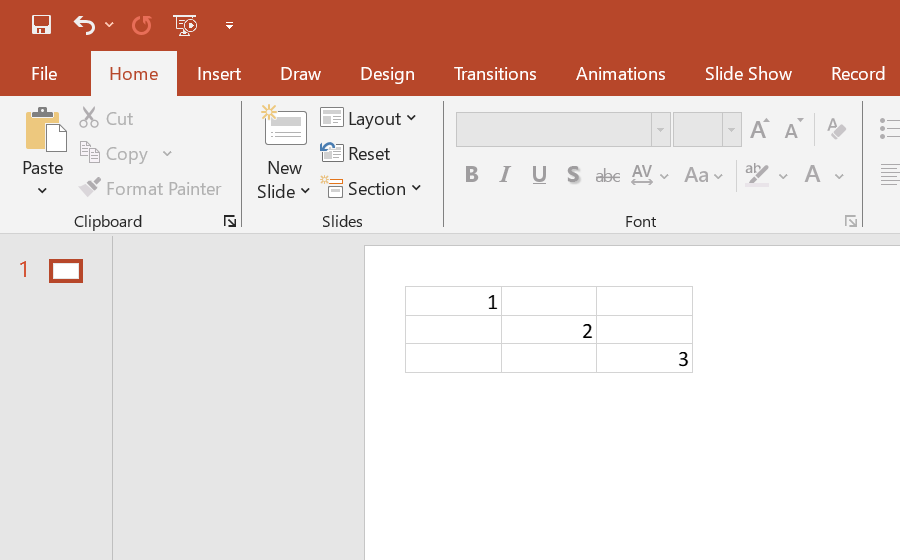 File Home Insert Draw Design Transitions Animations Slide Show Record
Paste
Cut
Copy
Format Painter
Clipboard
New
Slide
Layout
Reset
Section
Slides
A A A
B I U S abc AV Aa ab A
Font
1
1
2
3